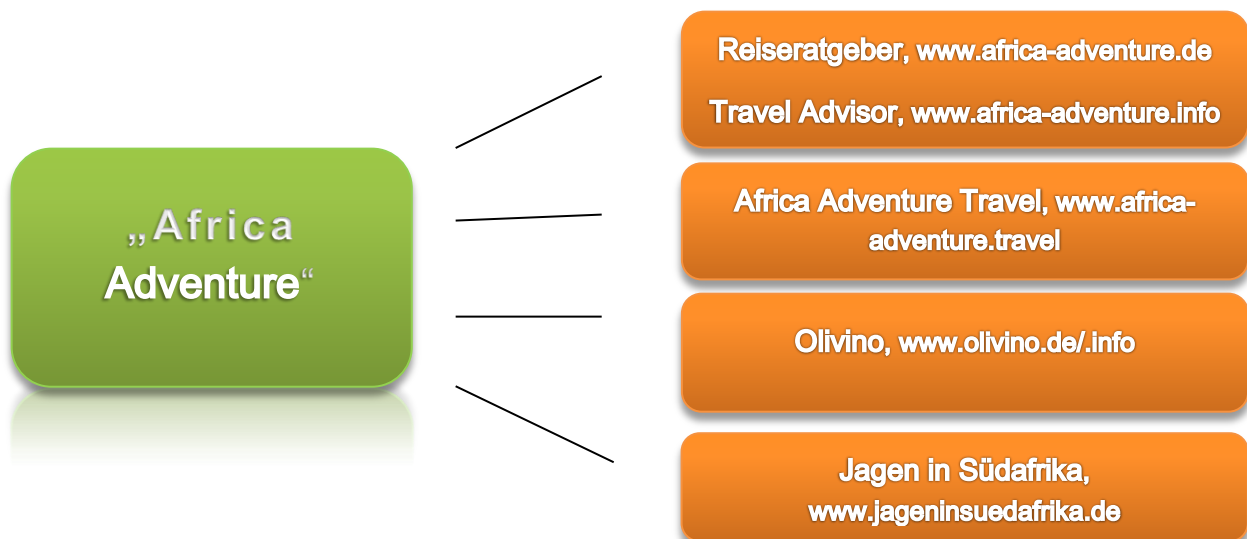 „Africa
Adventure“
Reiseratgeber, www.africa-adventure.de
Travel Advisor, www.africa-adventure.info
Africa Adventure Travel, www.africa-
adventure.travel
Olivino, www.olivino.de/.info
Jagen in Südafrika,
www.jageninsuedafrika.de